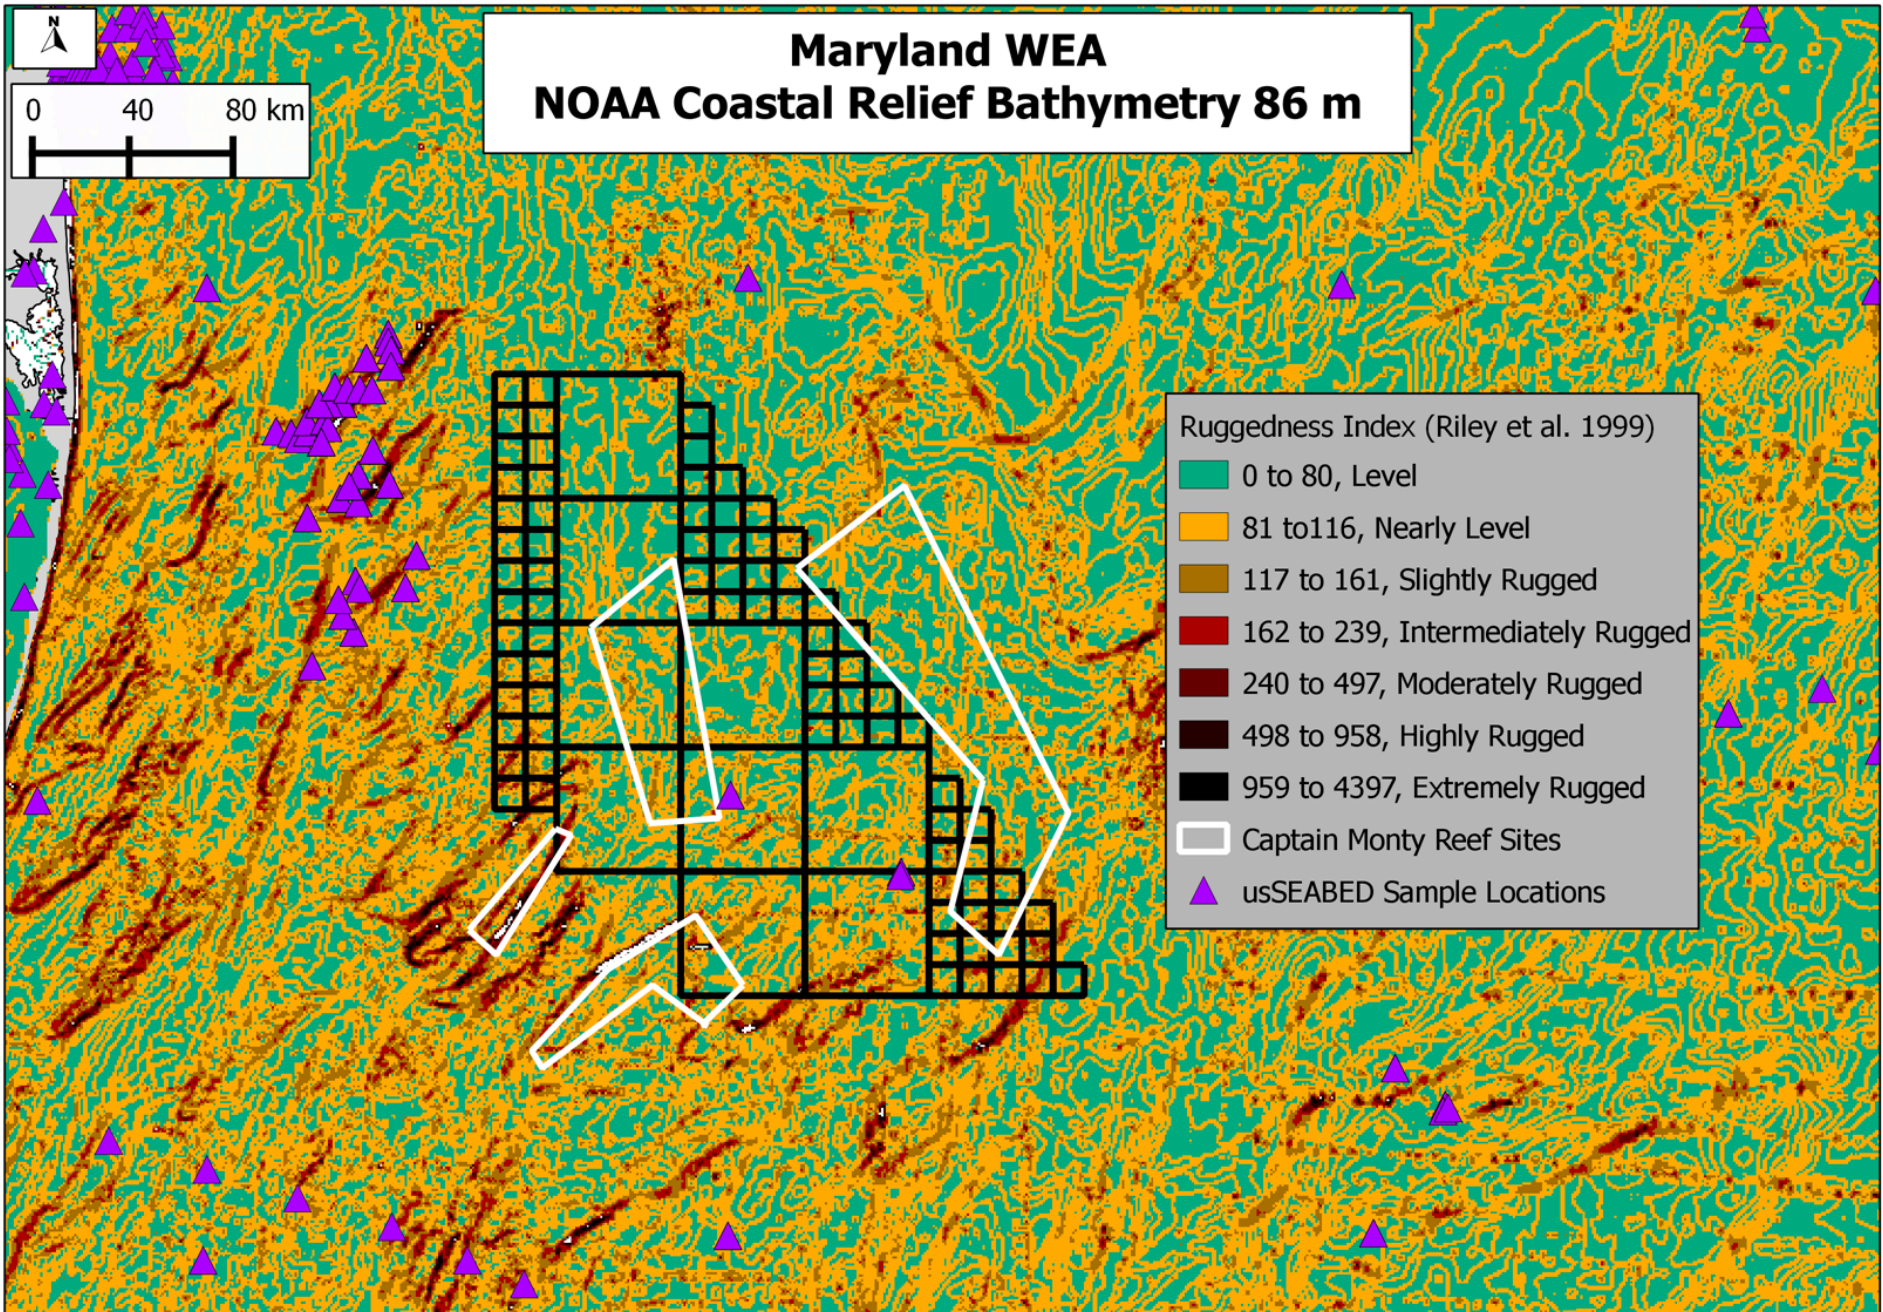 N
0 40 80 km
Maryland WEA
NOAA Coastal Relief Bathymetry 86 m
Ruggedness Index (Riley et al. 1999)
0 to 80, Level
81 to116, Nearly Level
117 to 161, Slightly Rugged
162 to 239, Intermediately Rugged
240 to 497, Moderately Rugged
498 to 958, Highly Rugged
959 to 4397, Extremely Rugged
Captain Monty Reef Sites
usSEABED Sample Locations